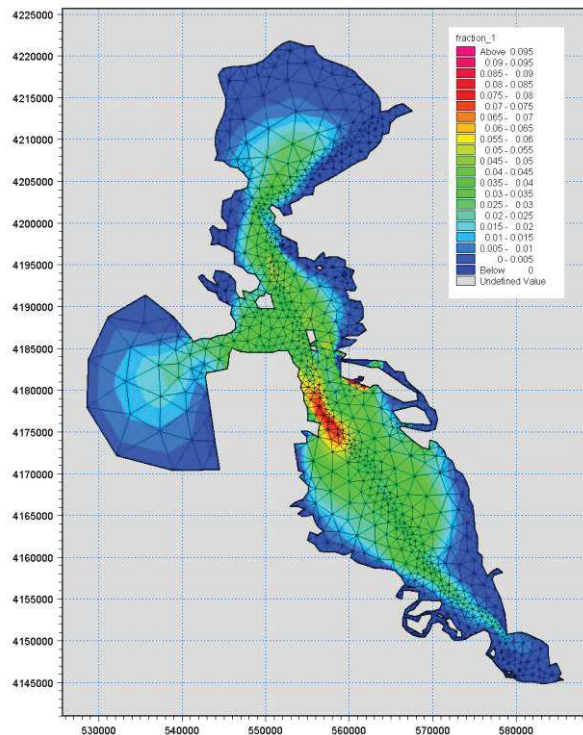 fraction_1
Above 0.095
0.09 - 0.095
0.085 - 0.09
0.08 - 0.085
0.075 - 0.08
0.07 - 0.075
0.065 - 0.07
0.06 - 0.065
0.055 - 0.06
0.05 - 0.055
0.045 - 0.05
0.04 - 0.045
0.035 - 0.04
0.03 - 0.035
0.025 - 0.03
0.02 - 0.025
0.015 - 0.02
0.01 - 0.015
0.005 - 0.01
0 - 0.005
Below 0
Undefined Value
4225000
4220000
4215000
4210000
4205000
4200000
4195000
4190000
4185000
4180000
4175000
4170000
4165000
4160000
4155000
4150000
4145000
530000 540000 550000 560000 570000 580000